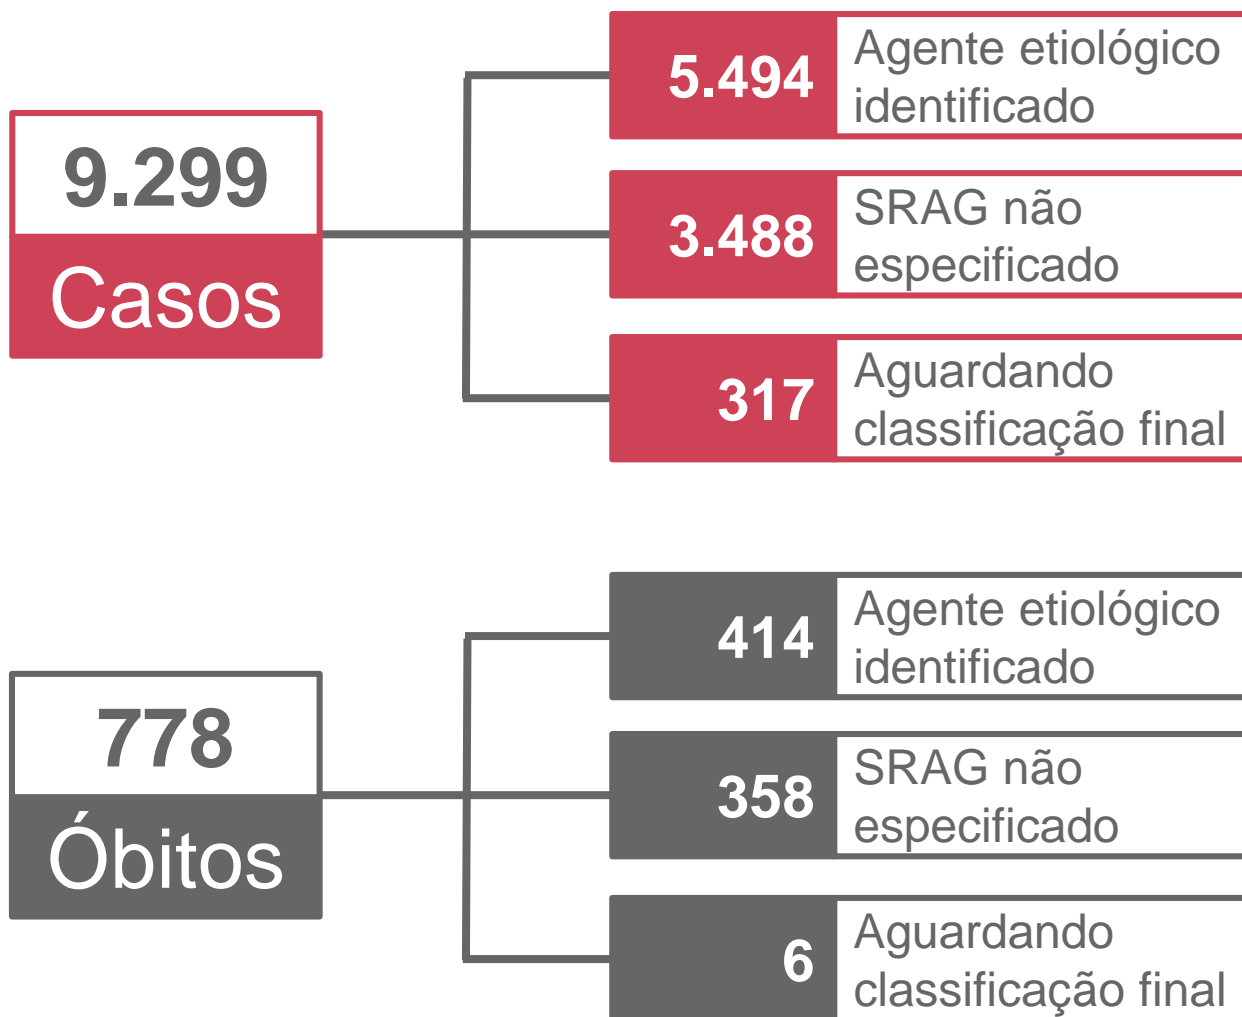 9.299
Casos
5.494
Agente etiológico
identificado
3.488
SRAG não
especificado
317
Aguardando
classificação final
778
Óbitos
414
Agente etiológico
identificado
358
SRAG não
especificado
6
Aguardando
classificação final